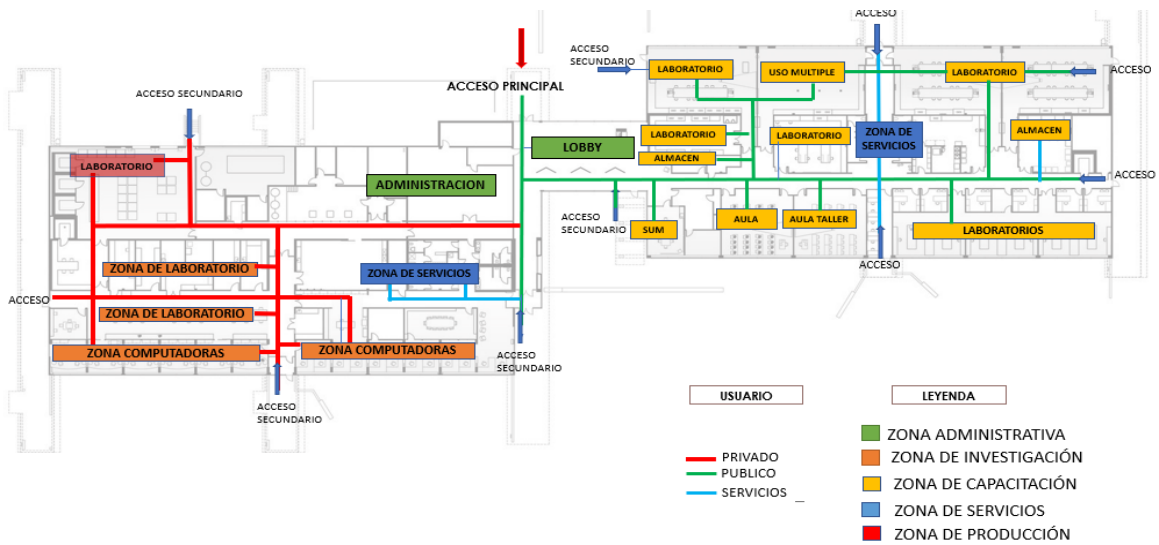 ACCESO
ACCESO
SECUNDARIO
LABORATORIO
USO MULTIPLE
LABORATORIO
ACCESO
ACCESO PRINCIPAL
ACCESO SECUNDARIO
LABORATORIO
LABORATORIO
ZONA DE
SERVICIOS
ALMACEN
LOBBY
ALMACEN
LABORATORIO
ADMINISTRACION
ACCESO
ACCESO
SECUNDARIO
SUM
AULA
AULA TALLER
LABORATORIOS
ACCESO
ZONA DE LABORATORIO
ZONA DE SERVICIOS
ACCESO
ZONA DE LABORATORIO
ZONA COMPUTADORAS
ZONA COMPUTADORAS
ACCESO
SECUNDARIO
ACCESO
SECUNDARIO
USUARIO
LEYENDA
PRIVADO
PUBLICO
SERVICIOS
_
ZONA ADMINISTRATIVA
ZONA DE INVESTIGACIÓN
ZONA DE CAPACITACIÓN
ZONA DE SERVICIOS
ZONA DE PRODUCCIÓN